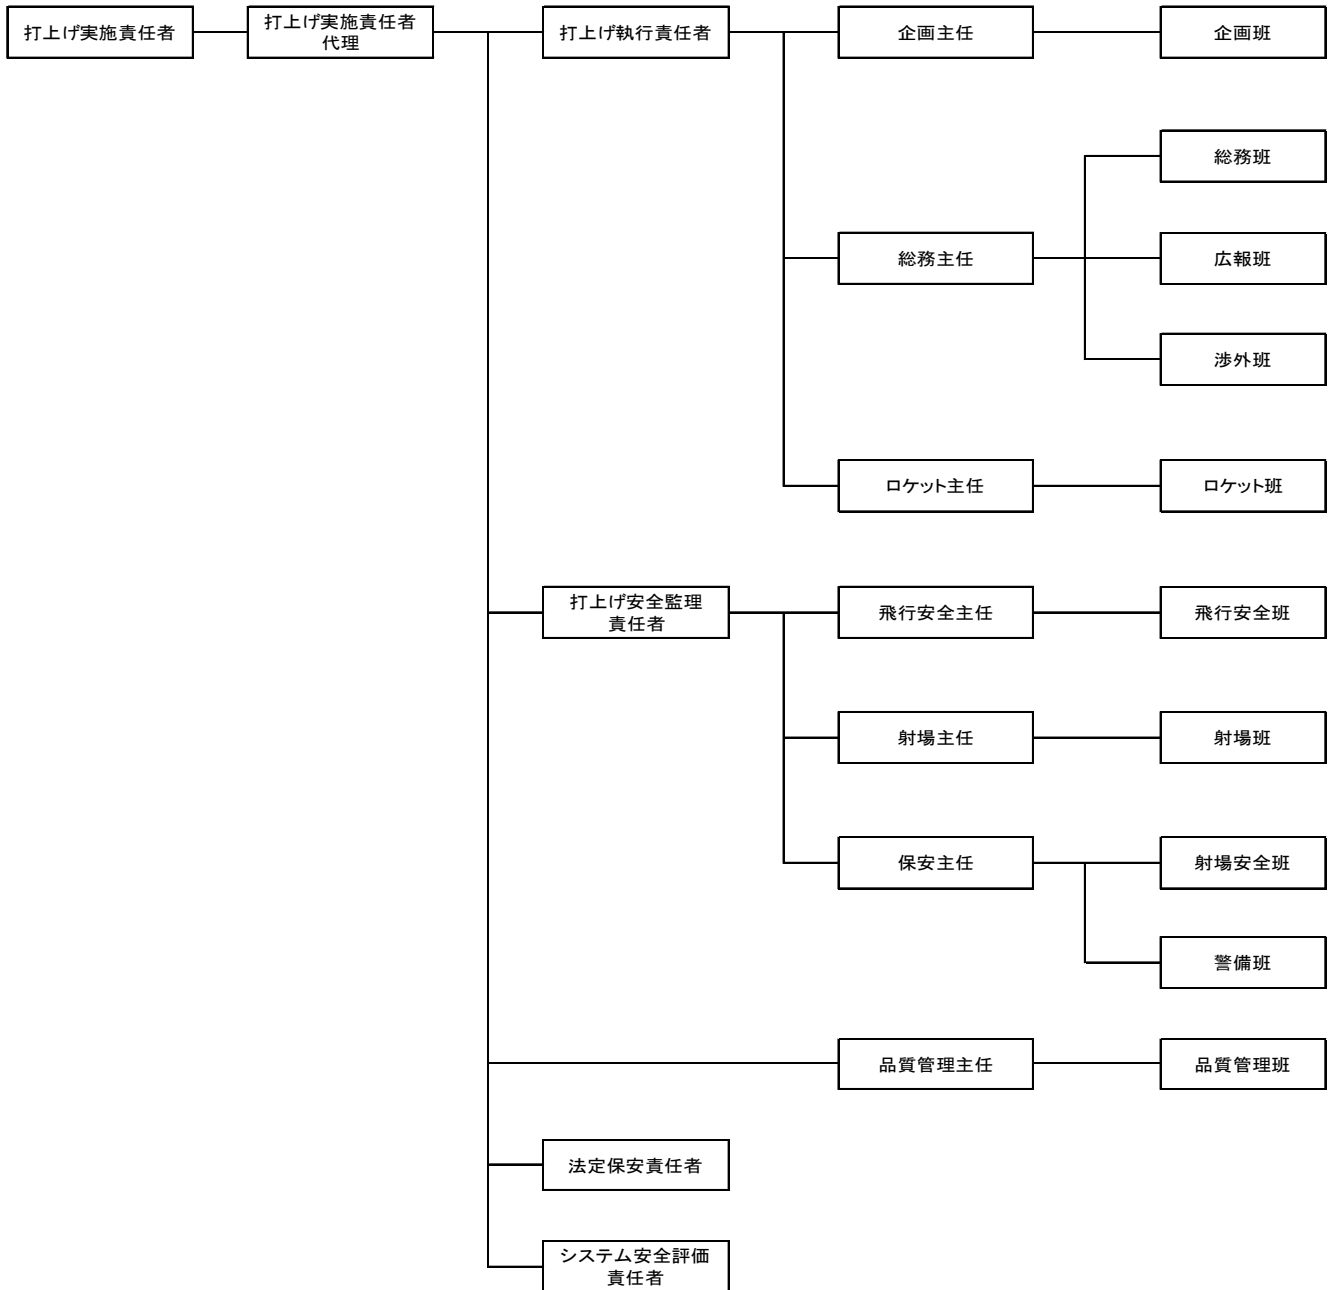 打上げ実施責任者
打上げ実施責任者
代理
打上げ執行責任者
企画主任
企画班
総務班
総務主任
広報班
渉外班
ロケット主任
ロケット班
打上げ安全監理
責任者
飛行安全主任
飛行安全班
射場主任
射場班
保安主任
射場安全班
警備班
品質管理主任
品質管理班
法定保安責任者
システム安全評価
責任者